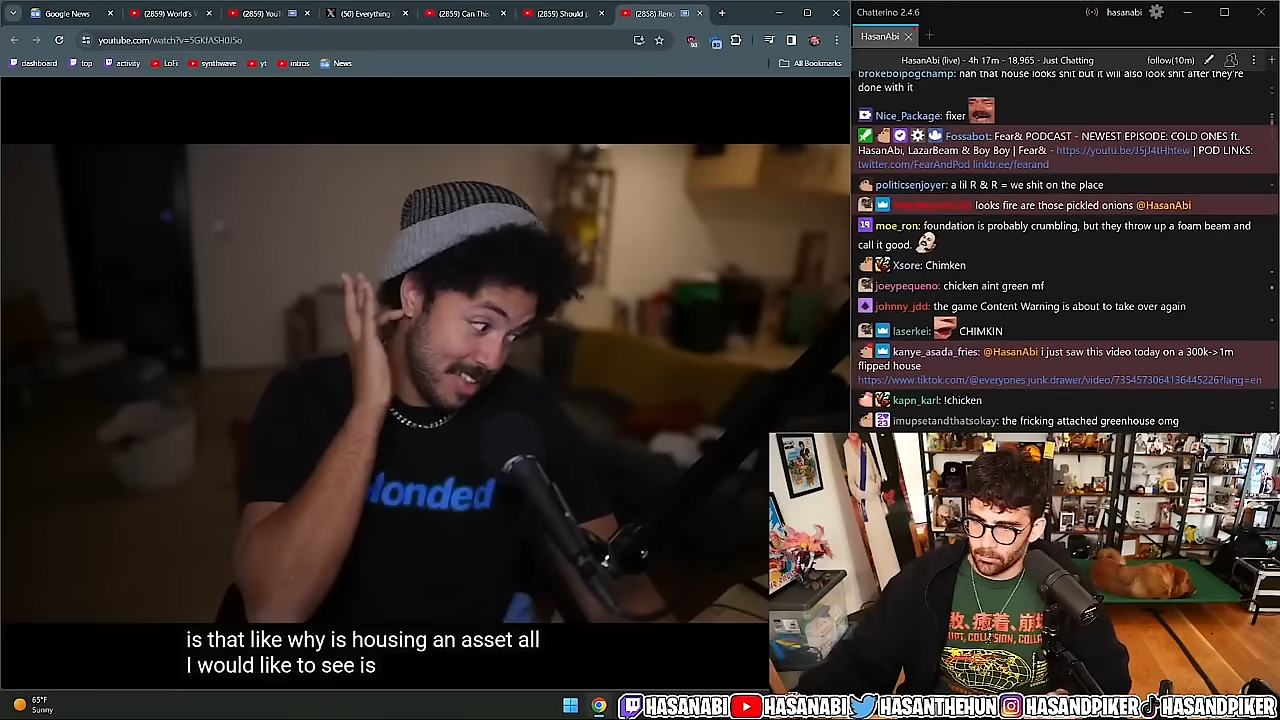 Google News
(2859) World's
(2859) YouT
(50) Everything
(2859) Can This
(2859) Should p
(2858) Reno
youtube.com/watch?v=5GKfASH0J5o
dashboard
top
activity
LoFi
synthwave
yt
intros
News
All Bookmarks
is that like why is housing an asset all
I would like to see is
londed
65°F
Sunny
Chatterino 2.4.6
hasanabi
HasanAbi
HasanAbi (live) - 4h 17m - 18,965 - Just Chatting
follow(10m)
brokeboipogchamp: nah that house looks shit but it will also look shit after they're
done with it
Nice_Package: fixer
Fossabot: Fear& PODCAST - NEWEST EPISODE: COLD ONES ft.
HasanAbi, LazarBeam & Boy Boy | Fear& - https://youtu.be/J5jJ4tHhtew | POD LINKS:
twitter.com/FearAndPod linktr.ee/fearand
politicsenjoyer: a lil R & R = we shit on the place
looks fire are those pickled onions @HasanAbi
19
moe_ron: foundation is probably crumbling, but they throw up a foam beam and
call it good.
Xsore: Chimken
joeypequeno: chicken aint green mf
johnny_jdd: the game Content Warning is about to take over again
laserkei: CHIMKIN
kanye_asada_fries: @HasanAbi i just saw this video today on a 300k->1m
flipped house
https://www.tiktok.com/@everyones.junk.drawer/video/7354573064136445226?lang=en
kapn_karl: !chicken
imupsetandthatsokay: the fricking attached greenhouse omg
HASANABI
HASANABI
HASANTHEHUN
HASANDPIKER
HASANDPIKER